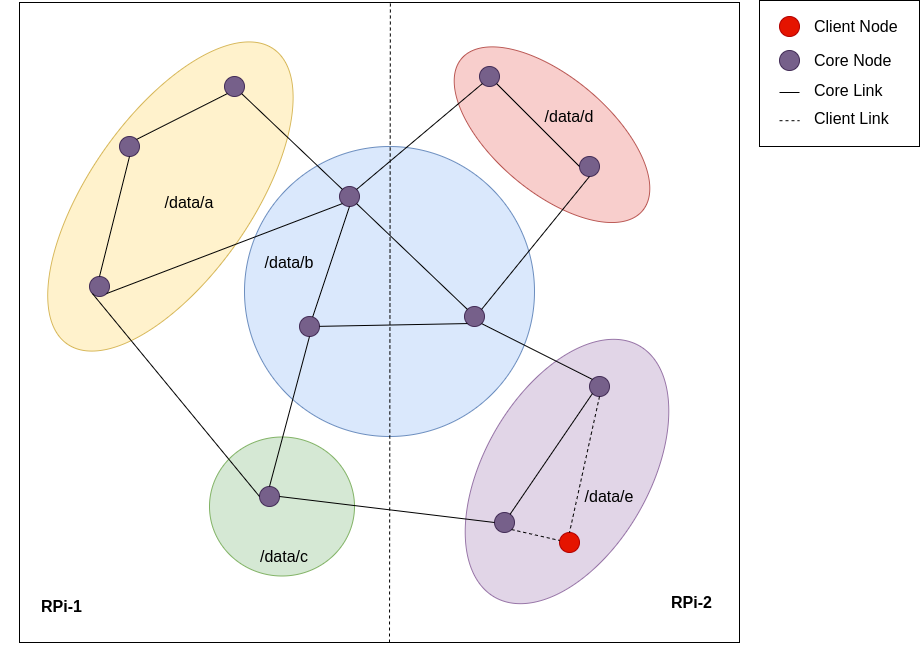 Client Node
Core Node
Core Link
Client Link
/data/d
/data/a
/data/b
/data/e
/data/c
RPi-1
RPi-2